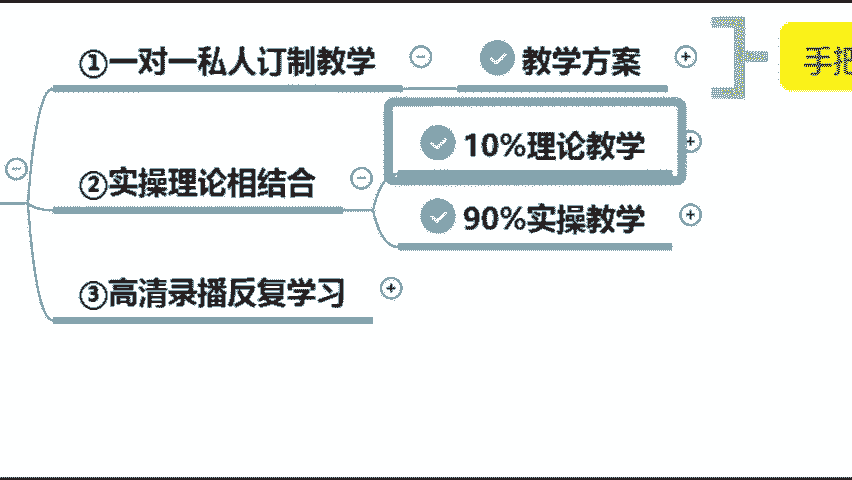 ①一对一私人订制教学
教学方案
手把
②实操理论相结合
10%理论教学
90%实操教学
③高清录播反复学习